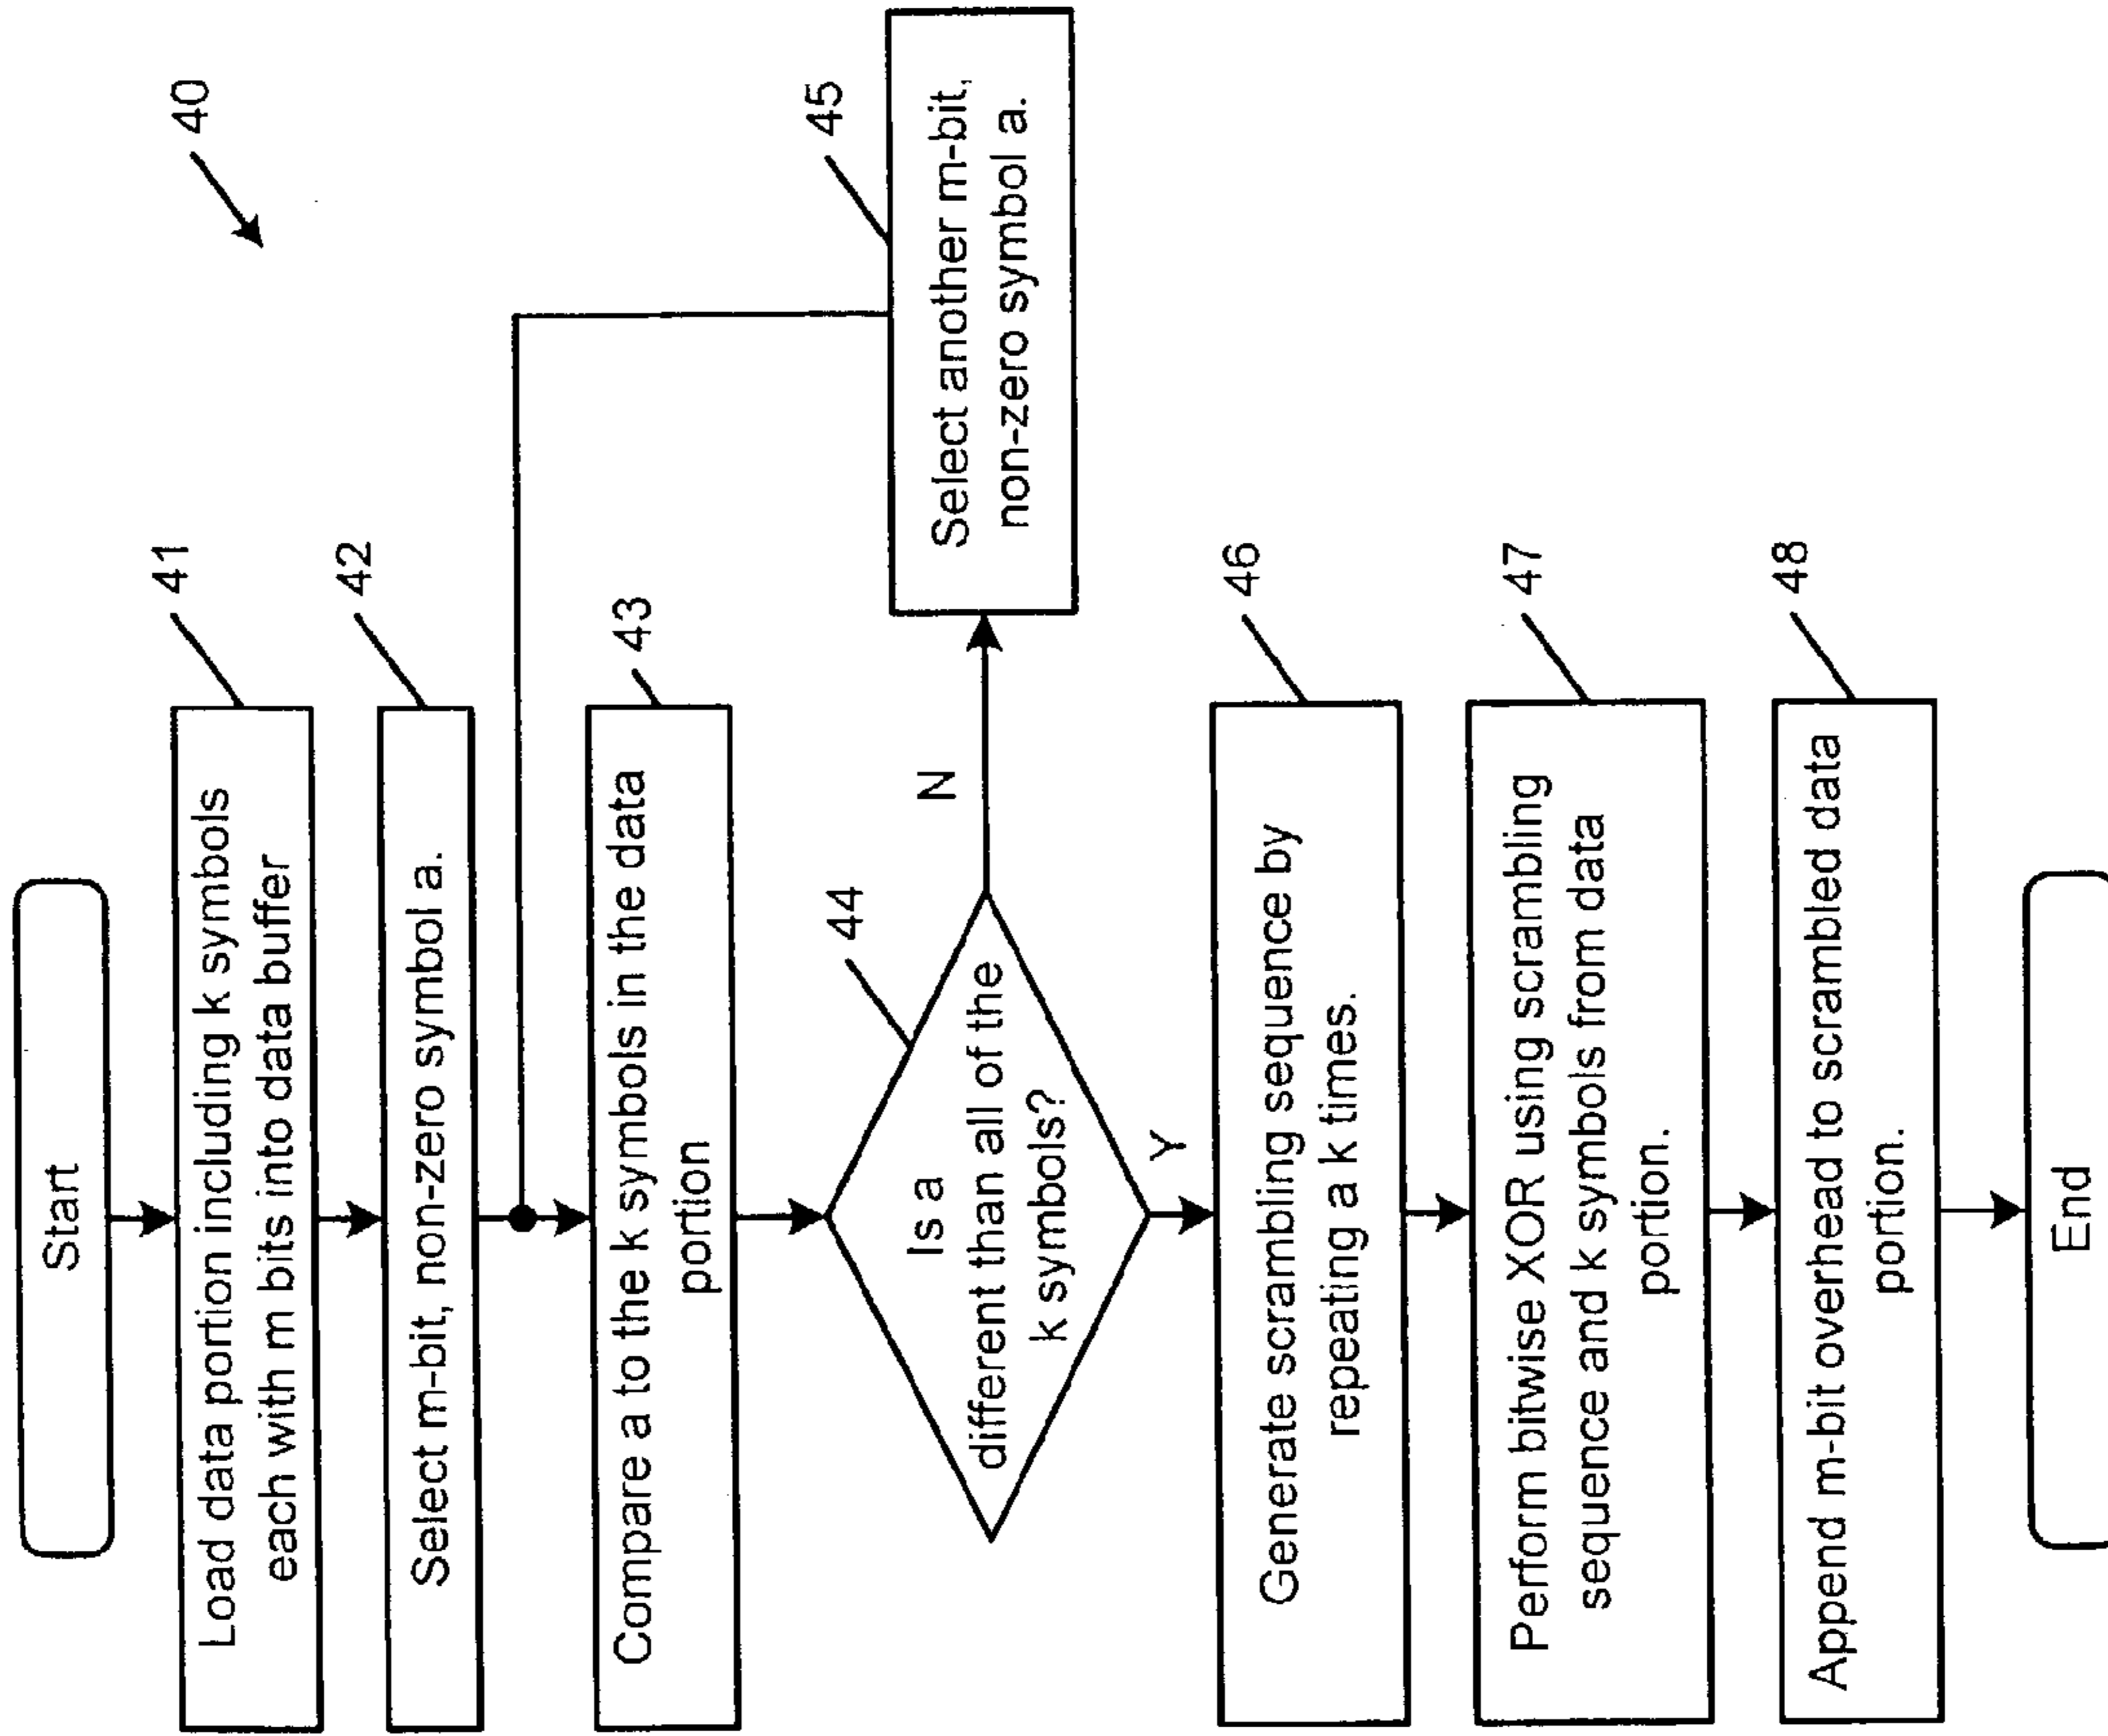 40
Start
41
Load data portion including k symbols
each with m bits into data buffer
42
Select m-bit, non-zero symbol a.
43
Compare a to the k symbols in the data
portion
44
Is a
different than all of the
k symbols?
N
45
Select another m-bit,
non-zero symbol a.
Y
46
Generate scrambling sequence by
repeating a k times.
47
Perform bitwise XOR using scrambling
sequence and k symbols from data
portion.
48
Append m-bit overhead to scrambled data
portion.
End